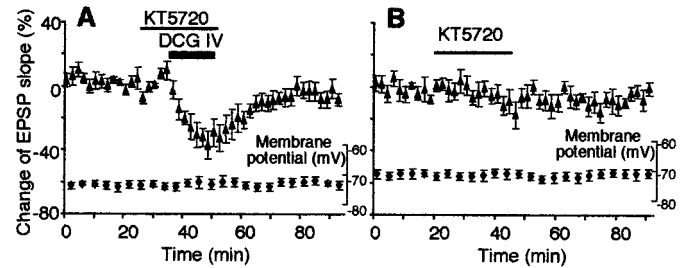 A
B
KT5720
DCG IV
KT5720
Change of EPSP slope (%)
40
0
-40
-80
Membrane
potential (mV)
-60
-70
-80
Membrane
potential (mV)
-60
-70
-80
0 20 40 60 80
0 20 40 60 80
Time (min)
Time (min)